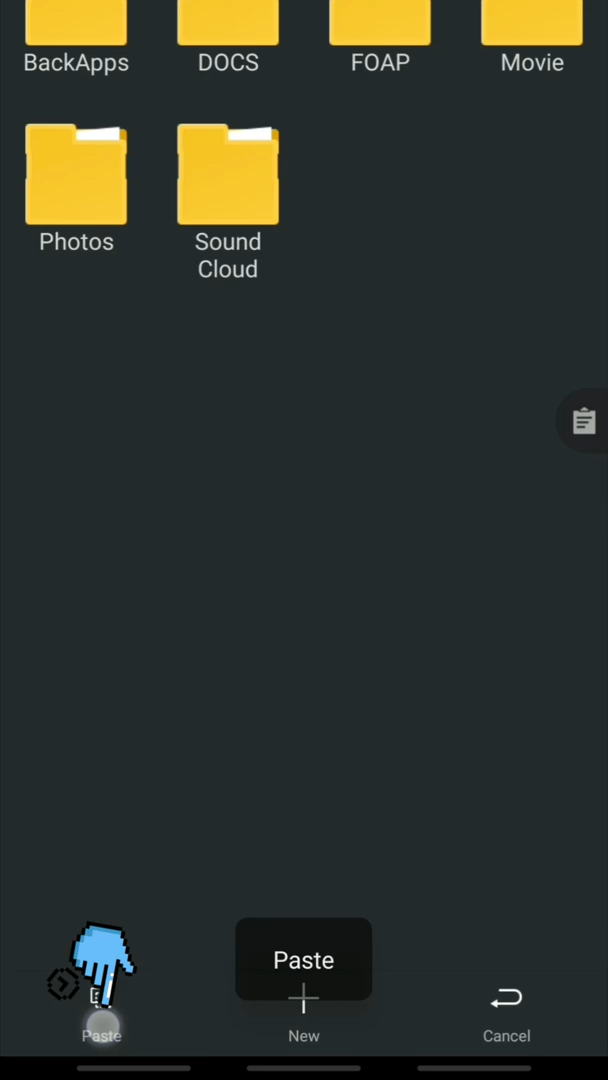 BackApps DOCS FOAP Movie
Photos Sound
Cloud
Paste
Paste New Cancel